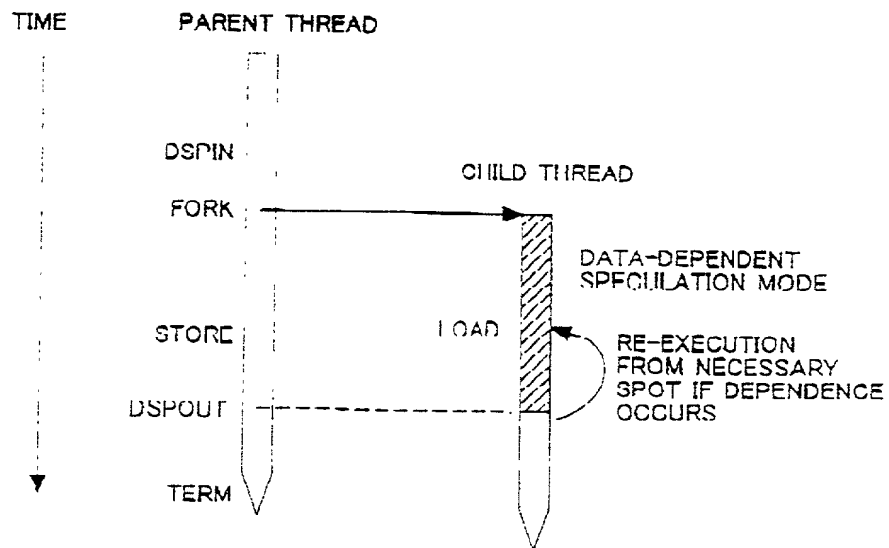 TIME
PARENT THREAD
DSPIN
CHILD THREAD
FORK
DATA-DEPENDENT
SPECULATION MODE
STORE
LOAD
RE-EXECUTION
FROM NECESSARY
SPOT IF DEPENDENCE
OCCURS
DSPOUT
TERM